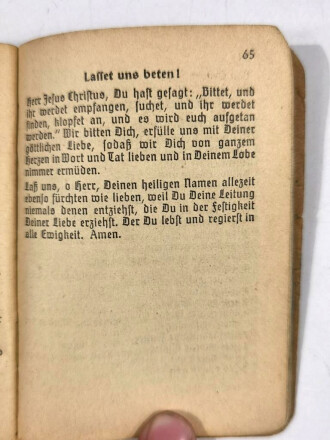 65
Lasset uns beten!
Herr Jesus Christus, Du hast gesagt: „Bittet, und
ihr werdet empfangen, suchet, und ihr werdet
finden, klopfet an, und es wird euch aufgetan
werden.“ Wir bitten Dich, erfülle uns mit Deiner
göttlichen Liebe, sodaß wir Dich von ganzem
Herzen in Wort und Tat lieben und in Deinem Lobe
nimmer ermüden.
Laß uns, o Herr, Deinen heiligen Namen allezeit
ebenso fürchten wie lieben, weil Du Deine Leitung
niemals denen entziehst, die Du in der Festigkeit
Deiner Liebe erziehst. Der Du lebst und regierst in
alle Ewigkeit. Amen.